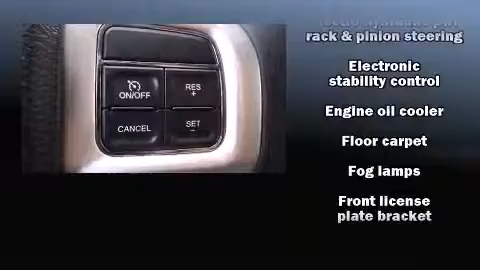 rack & pinion steering
Electronic
stability control
Engine oil cooler
Floor carpet
Fog lamps
Front license
plate bracket
ON/OFF
RES
+
CANCEL
SET
-